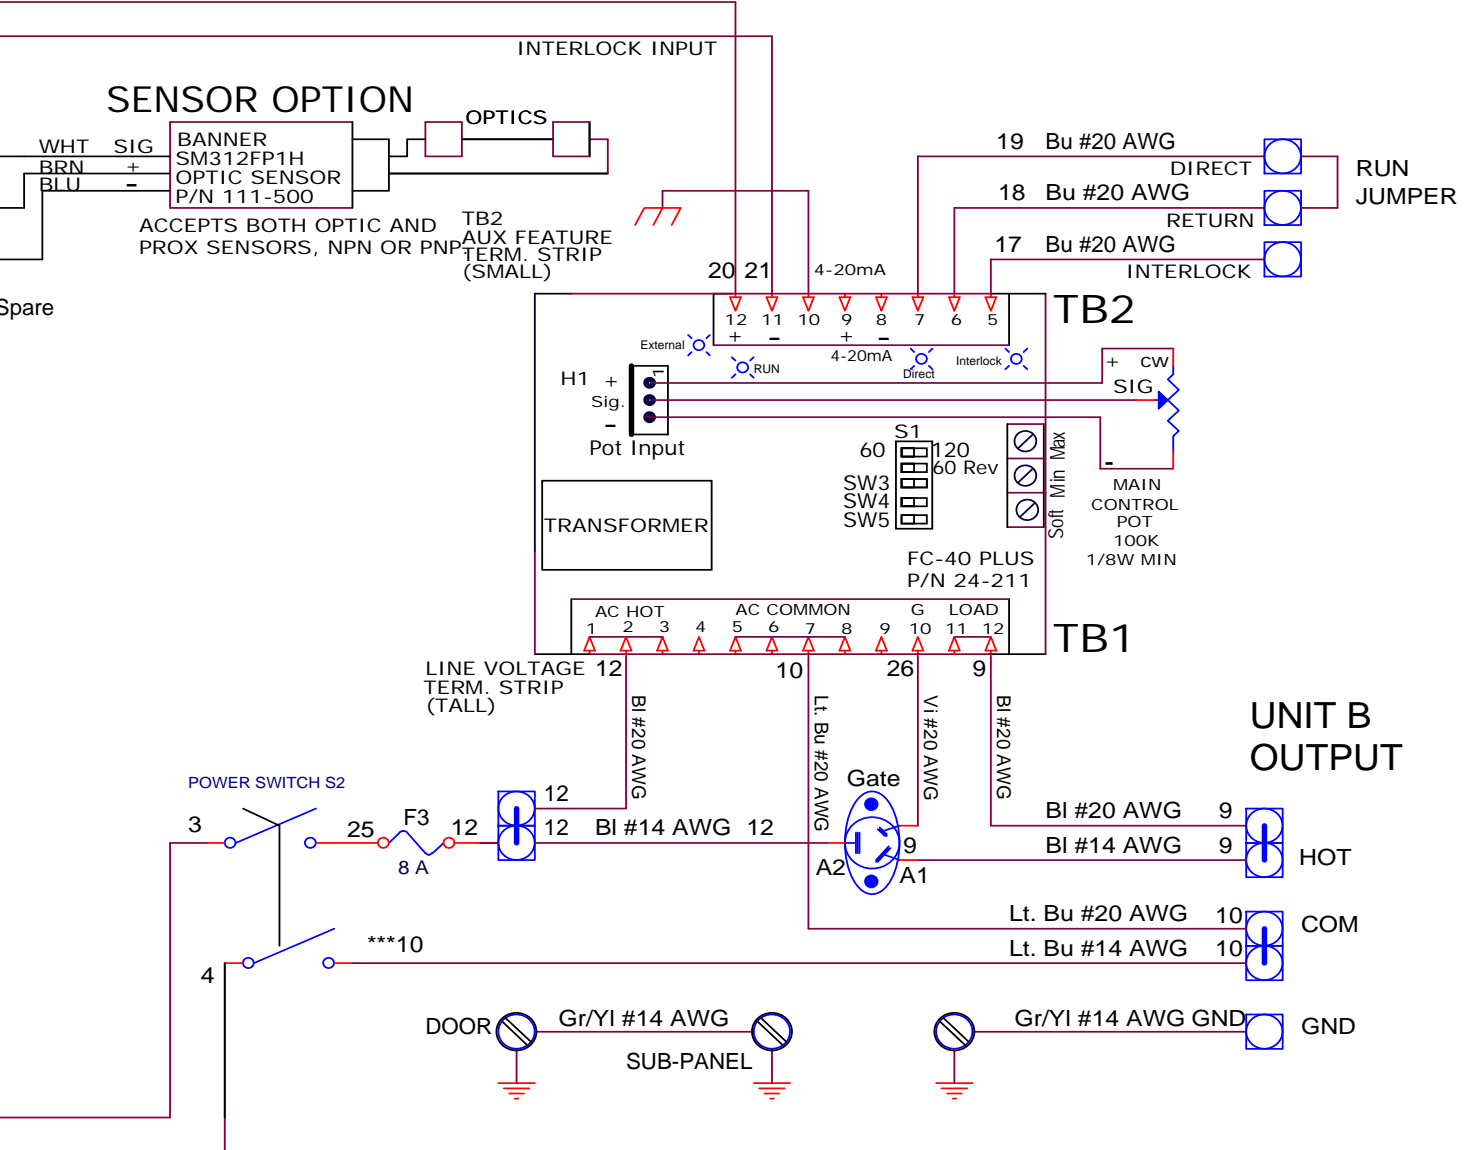 INTERLOCK INPUT
SENSOR OPTION
OPTICS
WHT SIG
BRN +
BLU -
BANNER
SM312FP1H
OPTIC SENSOR
P/N 111-500
ACCEPTS BOTH OPTIC AND
PROX SENSORS, NPN OR PNP.
TB2
AUX FEATURE
TERM. STRIP
(SMALL)
Spare
19 Bu #20 AWG
DIRECT
18 Bu #20 AWG
RETURN
17 Bu #20 AWG
INTERLOCK
RUN
JUMPER
20 21 4-20mA
12 11 10 9 8 7 6 5
+ - + -
4-20mA
TB2
External
RUN
Direct
Interlock
H1 + 1
Sig.
-
Pot Input
+ CW
SIG
-
MAIN
CONTROL
POT
100K
1/8W MIN
S1
60 120
60 Rev
SW3
SW4
SW5
Max
Min
Soft
TRANSFORMER
FC-40 PLUS
P/N 24-211
AC HOT AC COMMON G LOAD
1 2 3 4 5 6 7 8 9 10 11 12
TB1
LINE VOLTAGE
TERM. STRIP
(TALL)
12 10 26 9
Bl #20 AWG
Lt. Bu #20 AWG
Vi #20 AWG
Bl #20 AWG
UNIT B
OUTPUT
POWER SWITCH S2
3 25 F3 12
8 A
12
12 Bl #14 AWG 12
Gate
A2
9
A1
Bl #20 AWG 9
Bl #14 AWG 9
HOT
Lt. Bu #20 AWG 10
Lt. Bu #14 AWG 10
COM
4
***10
DOOR
Gr/Yl #14 AWG
SUB-PANEL
Gr/Yl #14 AWG GND
GND